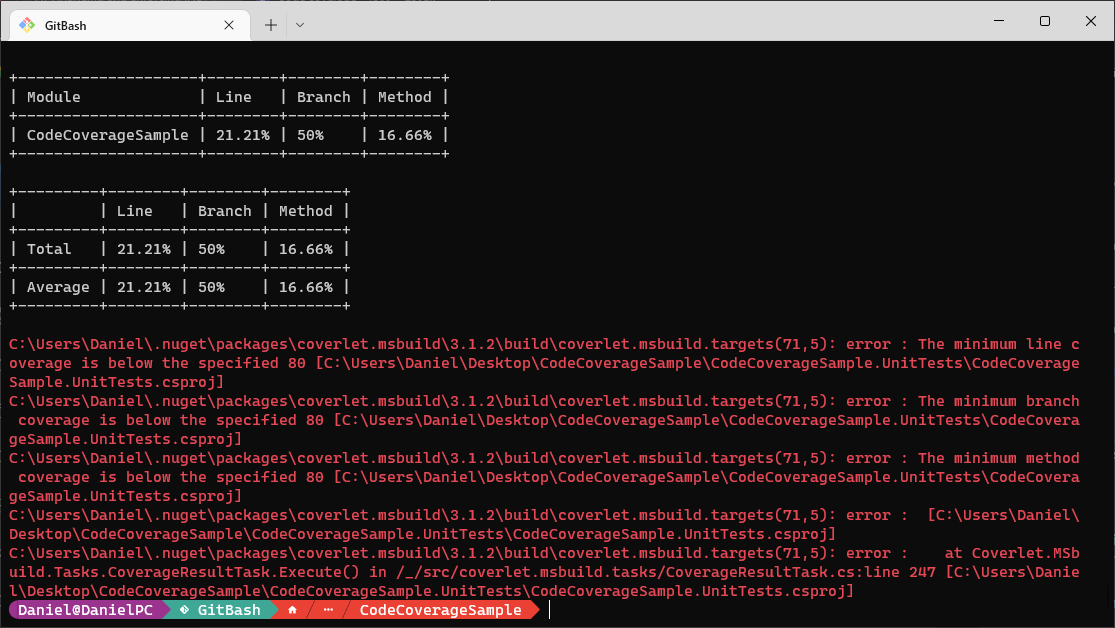 GitBash
+--------------------+--------+--------+--------+
| Module             | Line   | Branch | Method |
+--------------------+--------+--------+--------+
| CodeCoverageSample | 21.21% | 50%    | 16.66% |
+--------------------+--------+--------+--------+
+---------+--------+--------+--------+
|         | Line   | Branch | Method |
+---------+--------+--------+--------+
| Total   | 21.21% | 50%    | 16.66% |
+---------+--------+--------+--------+
| Average | 21.21% | 50%    | 16.66% |
+---------+--------+--------+--------+
C:\Users\Daniel\.nuget\packages\coverlet.msbuild\3.1.2\build\coverlet.msbuild.targets(71,5): error : The minimum line c
overage is below the specified 80 [C:\Users\Daniel\Desktop\CodeCoverageSample\CodeCoverageSample.UnitTests\CodeCoverage
Sample.UnitTests.csproj]
C:\Users\Daniel\.nuget\packages\coverlet.msbuild\3.1.2\build\coverlet.msbuild.targets(71,5): error : The minimum branch
 coverage is below the specified 80 [C:\Users\Daniel\Desktop\CodeCoverageSample\CodeCoverageSample.UnitTests\CodeCovera
geSample.UnitTests.csproj]
C:\Users\Daniel\.nuget\packages\coverlet.msbuild\3.1.2\build\coverlet.msbuild.targets(71,5): error : The minimum method
 coverage is below the specified 80 [C:\Users\Daniel\Desktop\CodeCoverageSample\CodeCoverageSample.UnitTests\CodeCovera
geSample.UnitTests.csproj]
C:\Users\Daniel\.nuget\packages\coverlet.msbuild\3.1.2\build\coverlet.msbuild.targets(71,5): error :  [C:\Users\Daniel\
Desktop\CodeCoverageSample\CodeCoverageSample.UnitTests\CodeCoverageSample.UnitTests.csproj]
C:\Users\Daniel\.nuget\packages\coverlet.msbuild\3.1.2\build\coverlet.msbuild.targets(71,5): error :    at Coverlet.MSb
uild.Tasks.CoverageResultTask.Execute() in /_/src/coverlet.msbuild.tasks/CoverageResultTask.cs:line 247 [C:\Users\Danie
l\Desktop\CodeCoverageSample\CodeCoverageSample.UnitTests\CodeCoverageSample.UnitTests.csproj]
Daniel@DanielPC GitBash ··· CodeCoverageSample